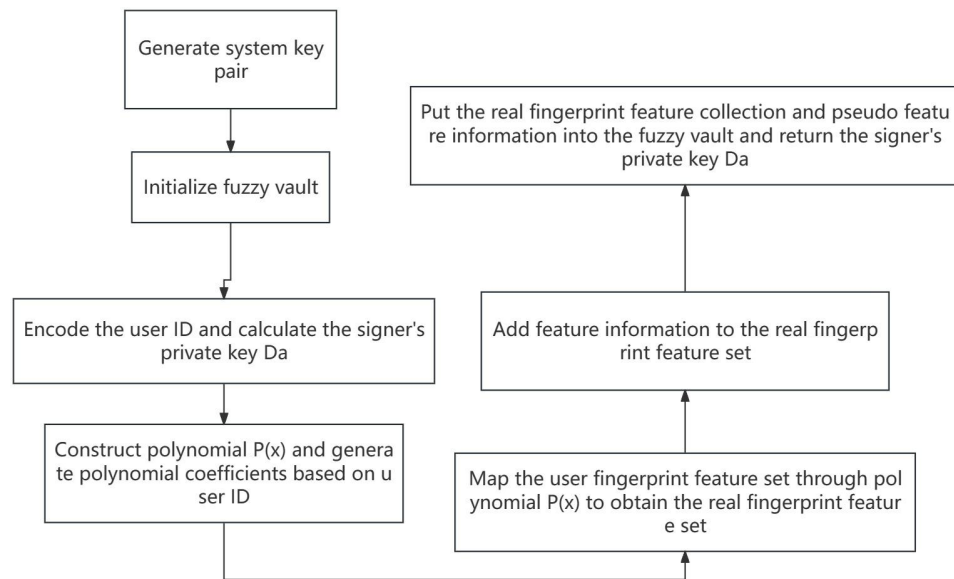 Generate system key
pair
Initialize fuzzy vault
Encode the user ID and calculate the signer's
private key Da
Construct polynomial P(x) and genera
te polynomial coefficients based on u
ser ID
Map the user fingerprint feature set through pol
ynomial P(x) to obtain the real fingerprint featur
e set
Add feature information to the real fingerp
rint feature set
Put the real fingerprint feature collection and pseudo featu
re information into the fuzzy vault and return the signer's
private key Da